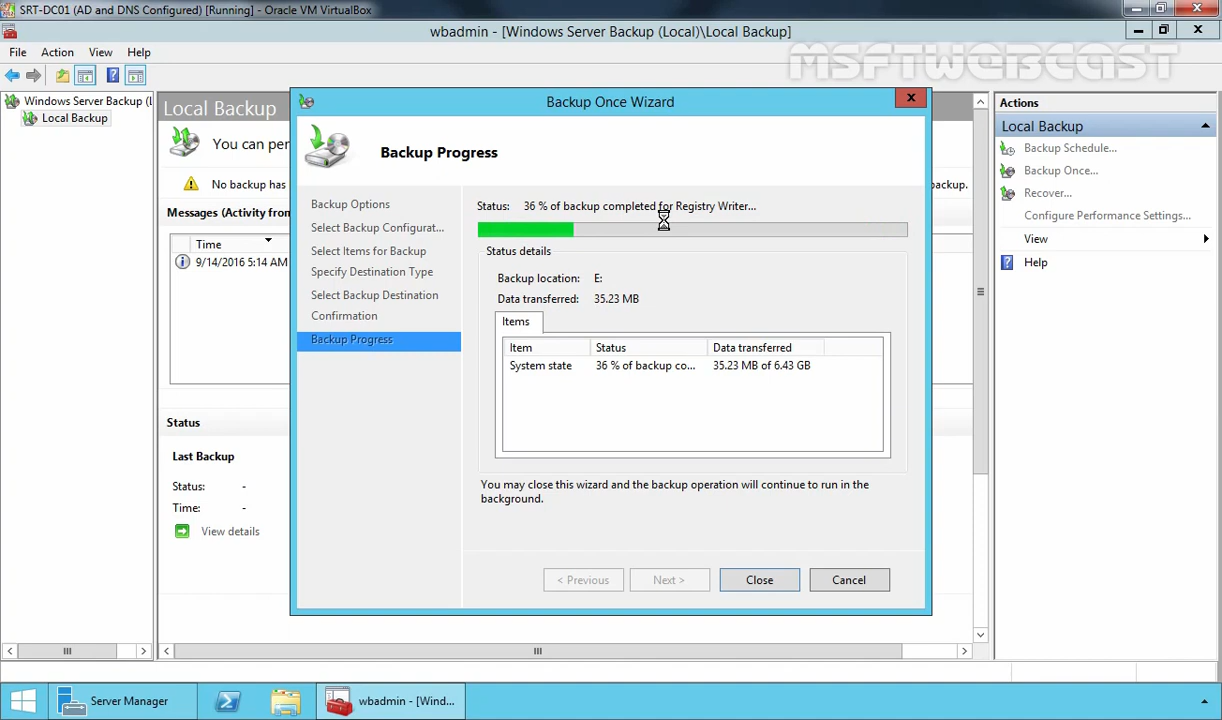 SRT-DC01 (AD and DNS Configured) [Running] - Oracle VM VirtualBox
wbadmin - [Windows Server Backup (Local)\Local Backup]
File Action View Help
MSFTWEBCAST
Windows Server Backup (L
Local Backup
Local Backup
You can per
No backup has
backup.
Messages (Activity from
Time
9/14/2016 5:14 AM
Status
Last Backup
Status: -
Time: -
View details
Backup Once Wizard
Backup Progress
Backup Options
Select Backup Configurat...
Select Items for Backup
Specify Destination Type
Select Backup Destination
Confirmation
Backup Progress
Status: 36 % of backup completed for Registry Writer...
Status details
Backup location: E:
Data transferred: 35.23 MB
Items
Item Status Data transferred
System state 36 % of backup co... 35.23 MB of 6.43 GB
You may close this wizard and the backup operation will continue to run in the
background.
< Previous Next > Close Cancel
Actions
Local Backup
Backup Schedule...
Backup Once...
Recover...
Configure Performance Settings...
View
Help
Server Manager
wbadmin - [Wind...